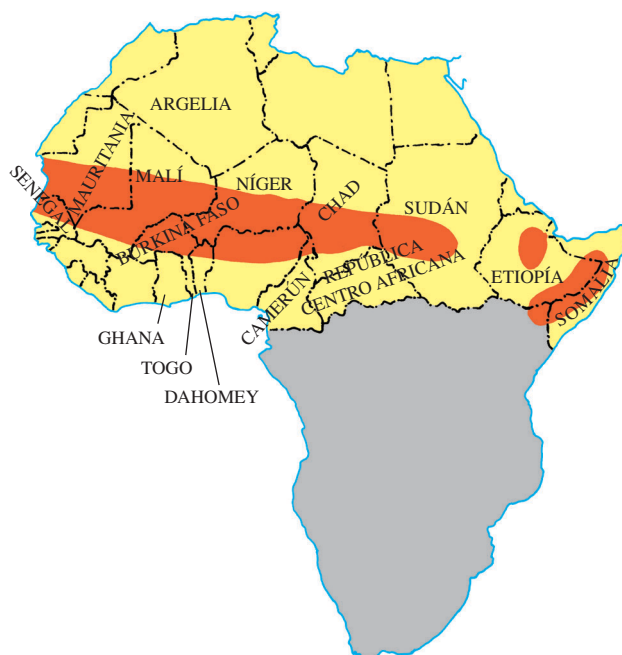 ARGELIA
MAURITANIA
MALÍ
NÍGER
CHAD
SUDÁN
SENEGAL
BURKINA FASO
REPÚBLICA
CENTRO AFRICANA
ETIOPÍA
SOMALIA
CAMERÚN
GHANA
TOGO
DAHOMEY